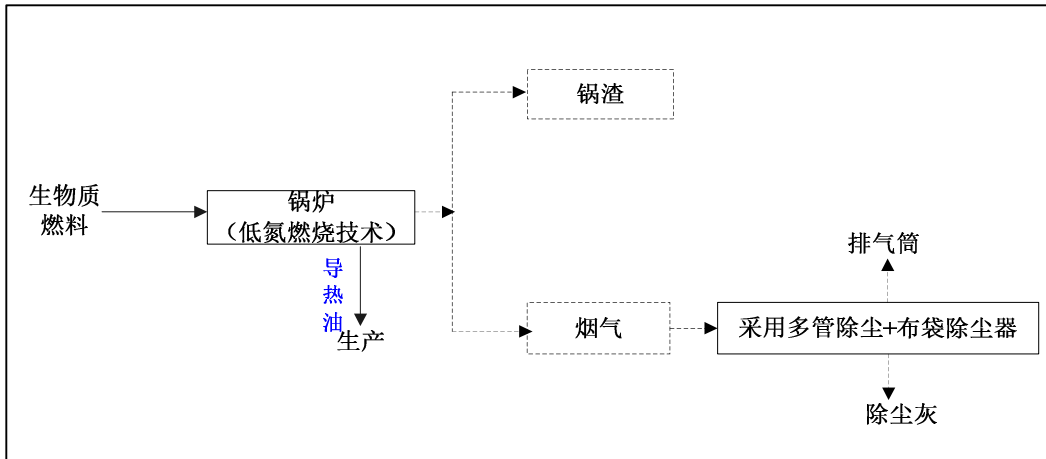 锅渣
生物质
燃料
锅炉
（低氮燃烧技术）
导
热
油
生产
烟气
排气筒
采用多管除尘+布袋除尘器
除尘灰